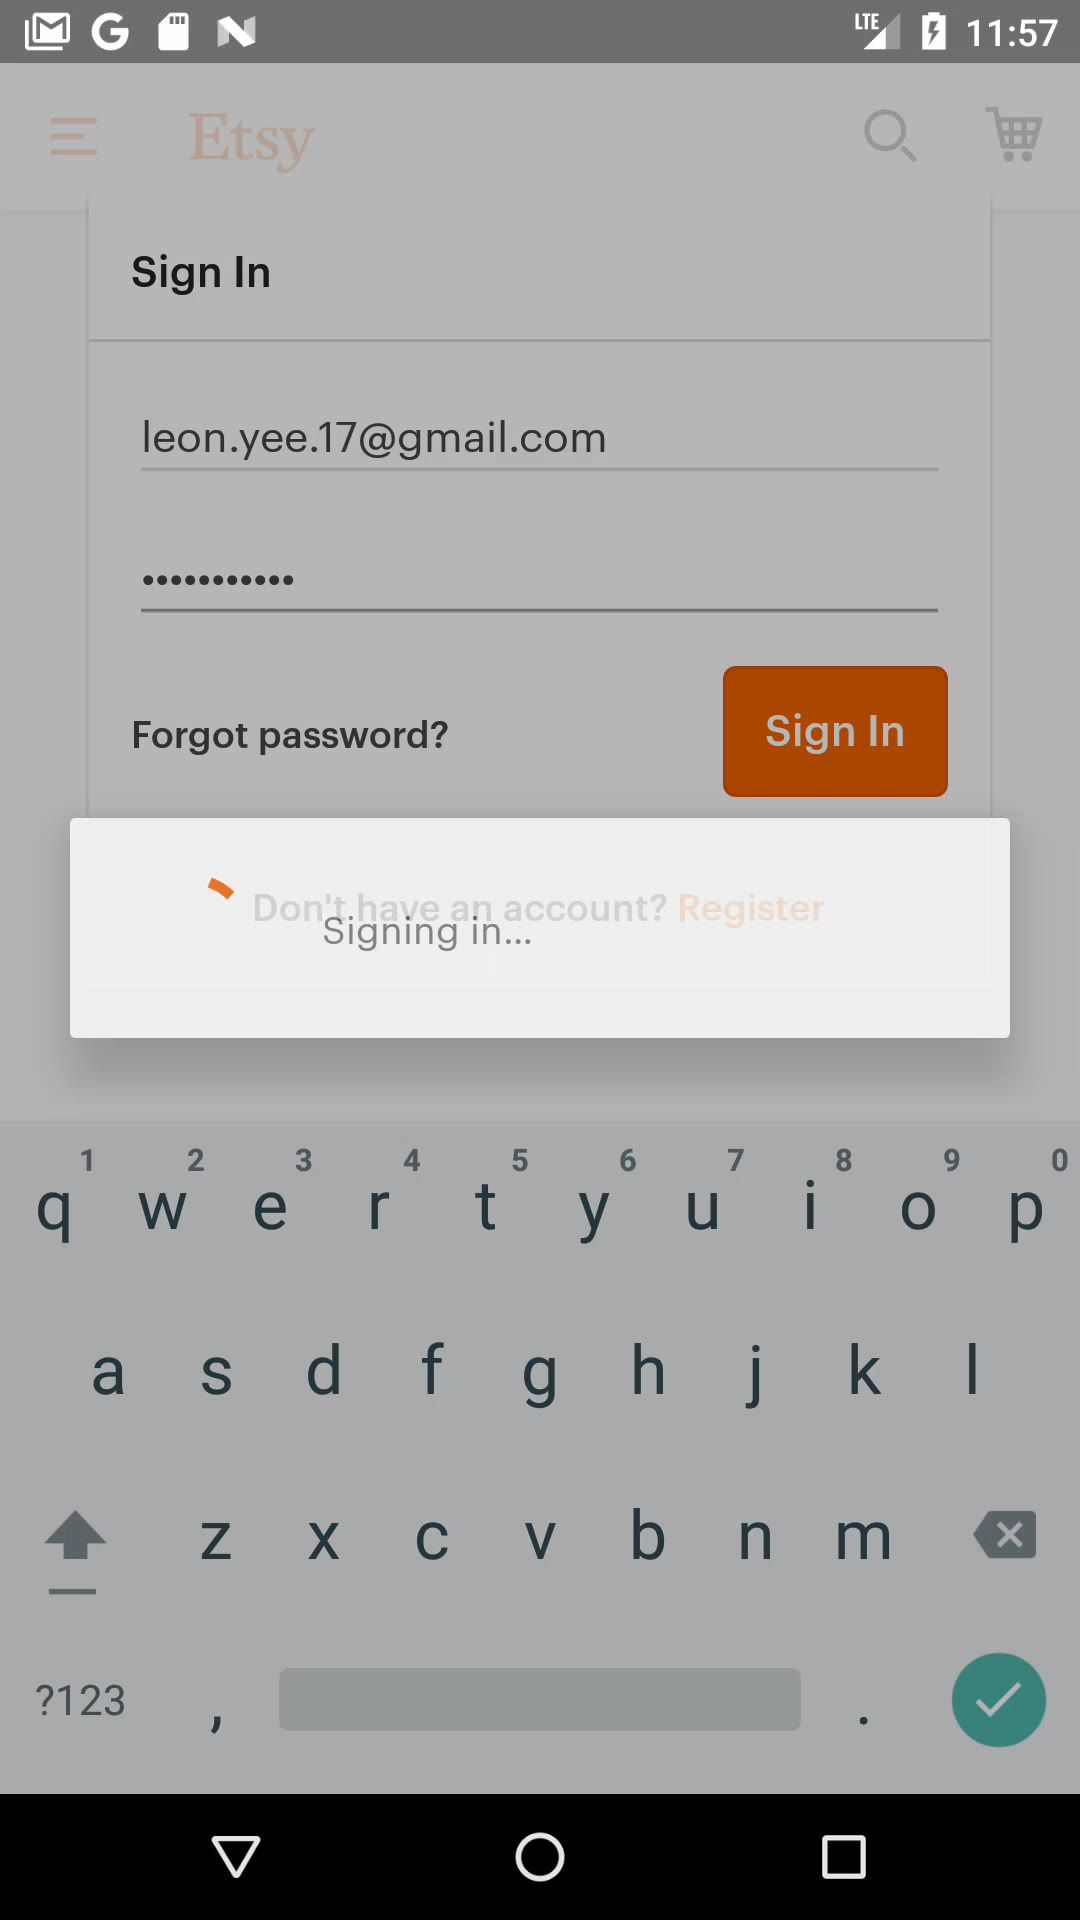 LTE 11:57
Etsy
Sign In
leon.yee.17@gmail.com
•••••••••••
Forgot password?
Sign In
Don't have an account? Register
Signing in...
1 2 3 4 5 6 7 8 9 0
q w e r t y u i o p
a s d f g h j k l
z x c v b n m
?123 , .